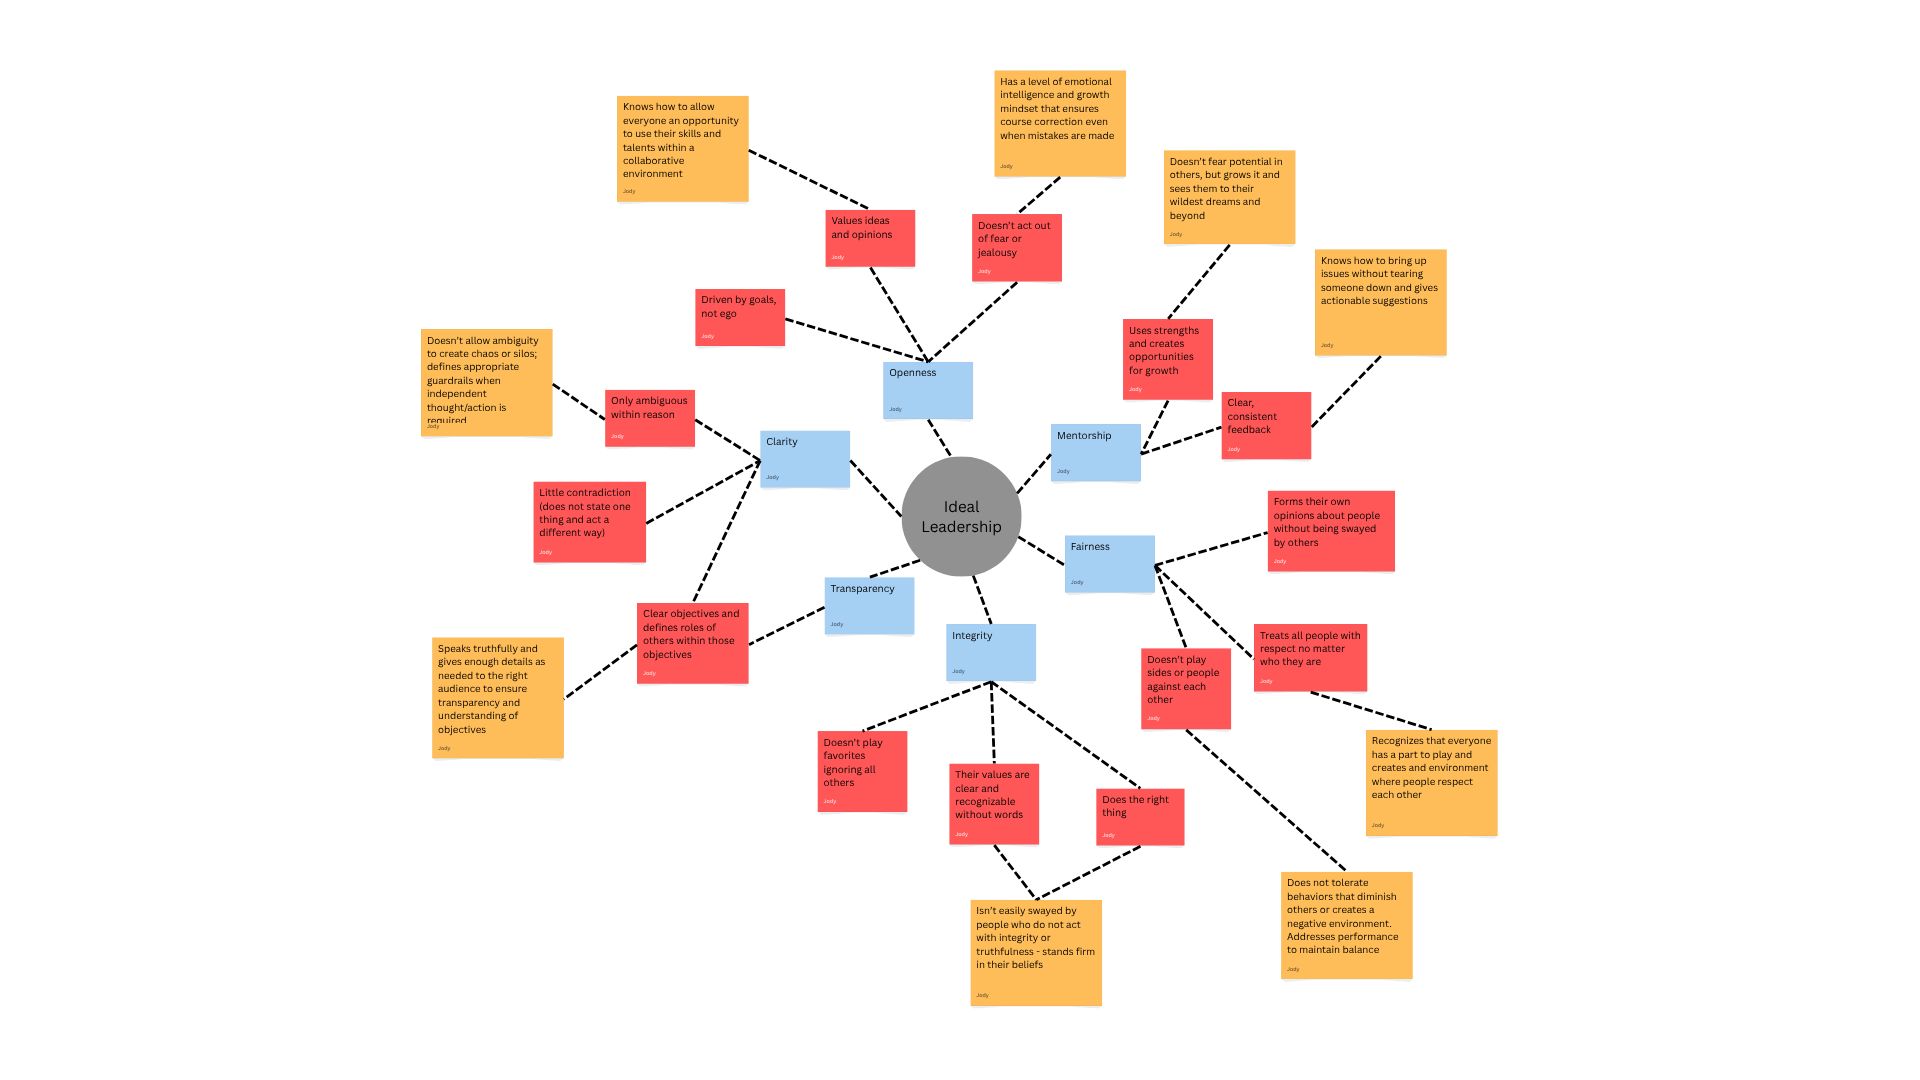 Has a level of emotional
intelligence and growth
mindset that ensures
course correction even
when mistakes are made
Jody
Knows how to allow
everyone an opportunity
to use their skills and
talents within a
collaborative
environment
Jody
Doesn't fear potential in
others, but grows it and
sees them to their
wildest dreams and
beyond
Jody
Values ideas
and opinions
Jody
Doesn't act out
of fear or
jealousy
Jody
Knows how to bring up
issues without tearing
someone down and gives
actionable suggestions
Jody
Driven by goals,
not ego
Jody
Uses strengths
and creates
opportunities
for growth
Jody
Doesn't allow ambiguity
to create chaos or silos;
defines appropriate
guardrails when
independent
thought/action is
required
Jody
Openness
Jody
Only ambiguous
within reason
Jody
Clear,
consistent
feedback
Jody
Clarity
Jody
Mentorship
Jody
Little contradiction
(does not state one
thing and act a
different way)
Jody
Ideal
Leadership
Forms their own
opinions about people
without being swayed
by others
Jody
Fairness
Jody
Transparency
Jody
Clear objectives and
defines roles of
others within those
objectives
Jody
Integrity
Jody
Treats all people with
respect no matter
who they are
Jody
Speaks truthfully and
gives enough details as
needed to the right
audience to ensure
transparency and
understanding of
objectives
Jody
Doesn't play
sides or people
against each
other
Jody
Doesn't play
favorites
ignoring all
others
Jody
Recognizes that everyone
has a part to play and
creates and environment
where people respect
each other
Jody
Their values are
clear and
recognizable
without words
Jody
Does the right
thing
Jody
Does not tolerate
behaviors that diminish
others or creates a
negative environment.
Addresses performance
to maintain balance
Jody
Isn't easily swayed by
people who do not act
with integrity or
truthfulness - stands firm
in their beliefs
Jody